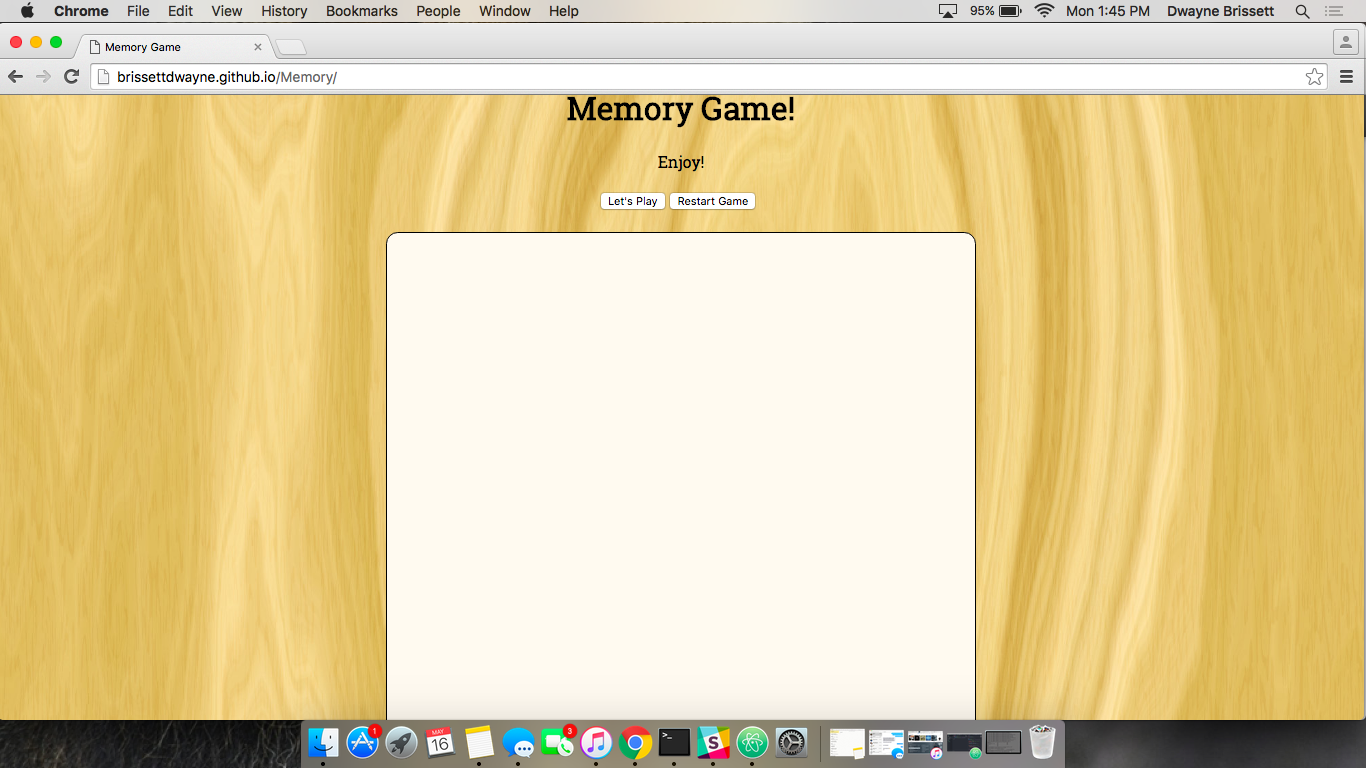 Chrome File Edit View History Bookmarks People Window Help 95% Mon 1:45 PM Dwayne Brissett
Memory Game
brissettdwayne.github.io/Memory/
Memory Game!
Enjoy!
Let's Play Restart Game
1
MAY
16
3
>_
S